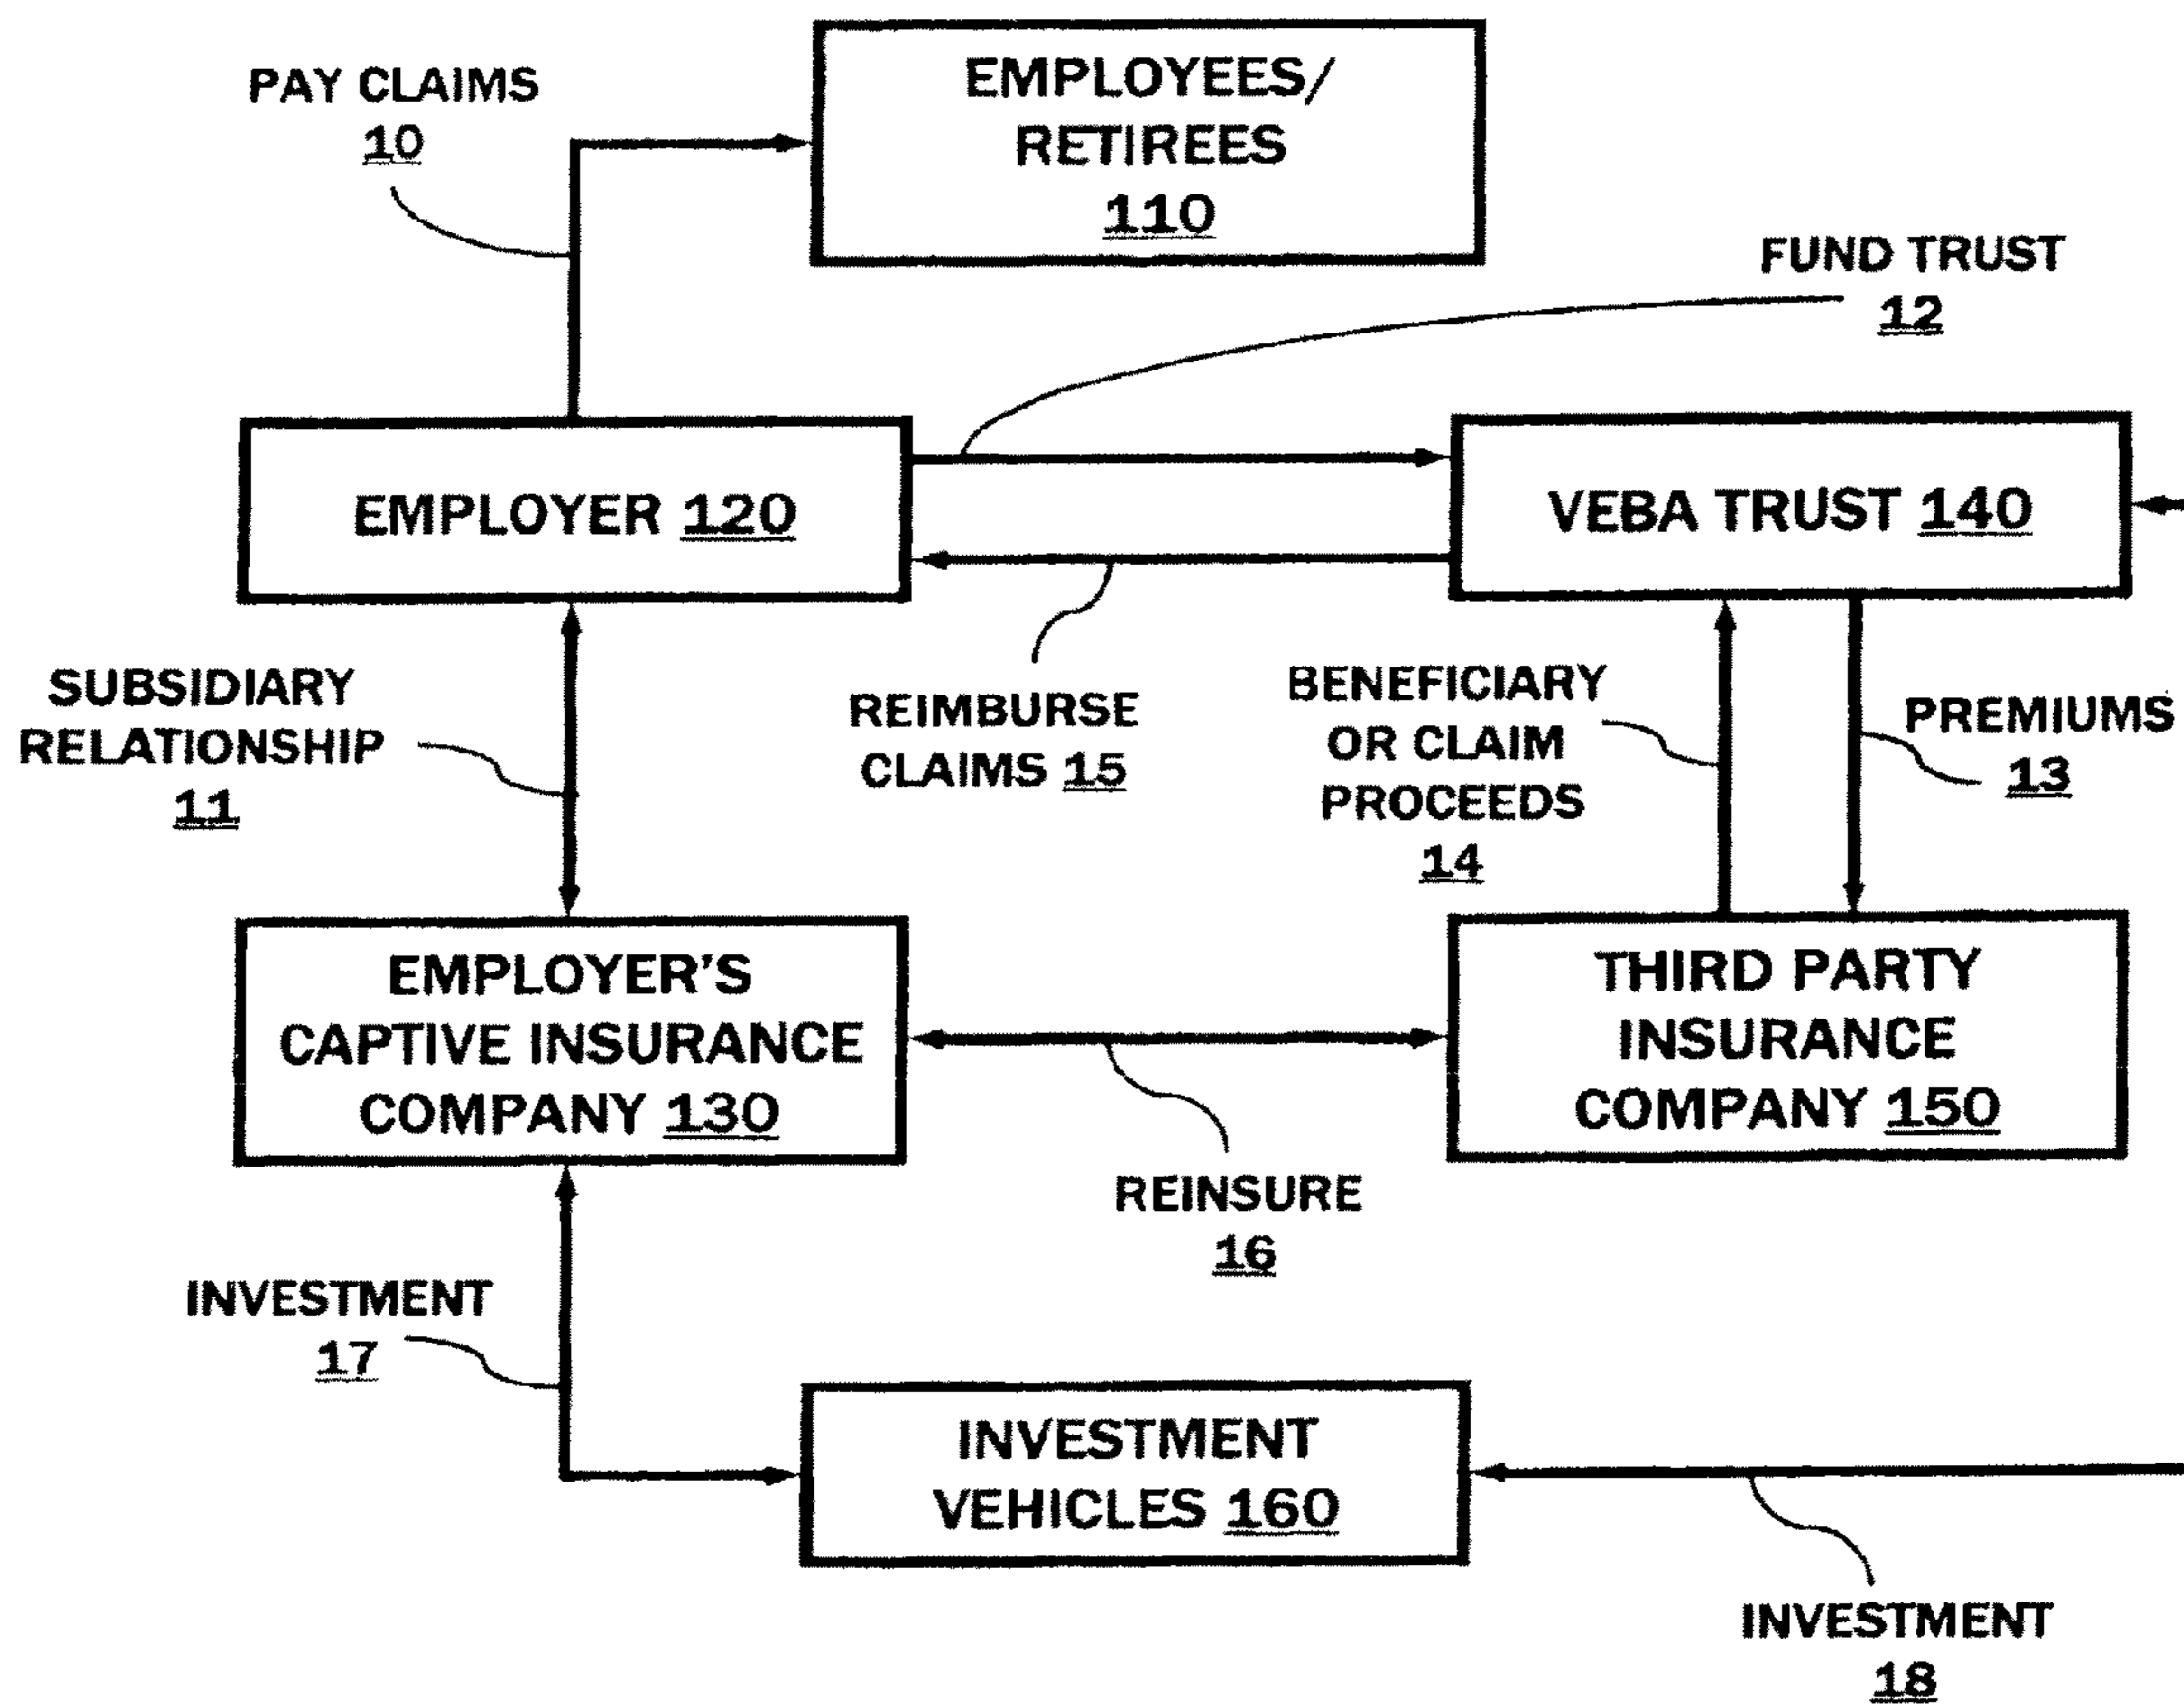 PAY CLAIMS
10
EMPLOYEES/
RETIREES
110
FUND TRUST
12
EMPLOYER 120
VEBA TRUST 140
SUBSIDIARY
RELATIONSHIP
11
REIMBURSE
CLAIMS 15
BENEFICIARY
OR CLAIM
PROCEEDS
14
PREMIUMS
13
EMPLOYER'S
CAPTIVE INSURANCE
COMPANY 130
THIRD PARTY
INSURANCE
COMPANY 150
REINSURE
16
INVESTMENT
17
INVESTMENT
VEHICLES 160
INVESTMENT
18